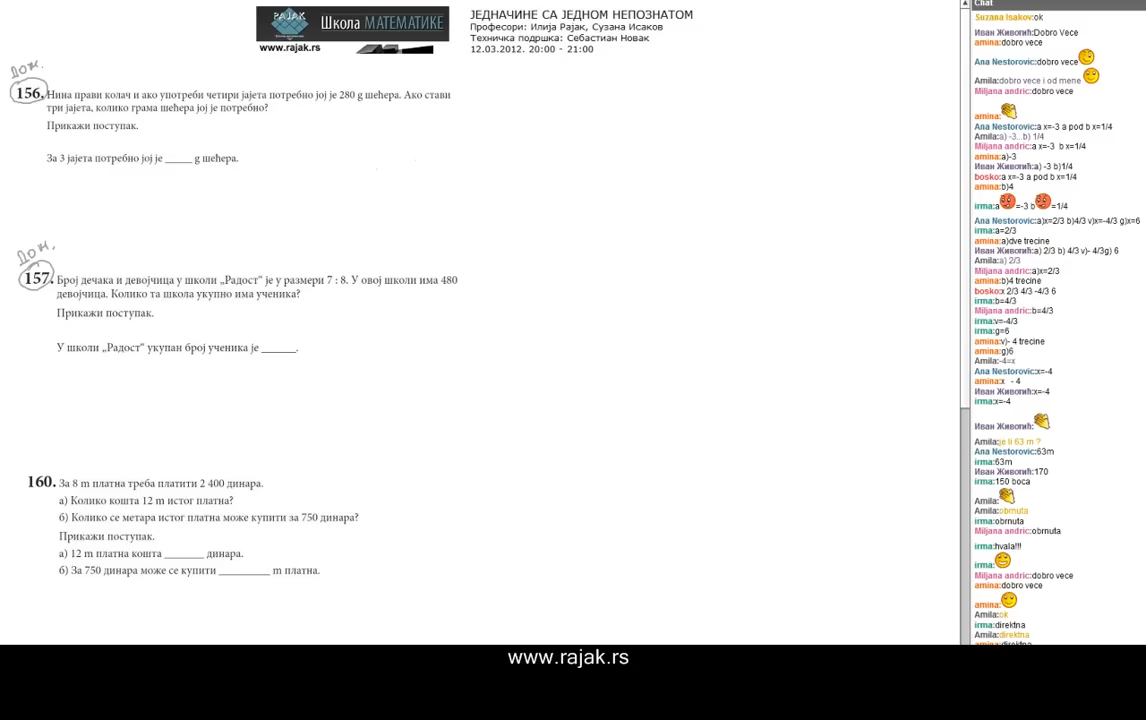 РАЈАК
Школа МАТЕМАТИКЕ
www.rajak.rs
ЈЕДНАЧИНЕ СА ЈЕДНОМ НЕПОЗНАТОМ
Професори: Илија Рајак, Сузана Исаков
Техничка подршка: Себастиан Новак
12.03.2012. 20:00 - 21:00
Дом.
156. Нина прави колач и ако употреби четири јајета потребно јој је 280 g шећера. Ако стави
три јајета, колико грама шећера јој је потребно?
Прикажи поступак.
За 3 јајета потребно јој је _____ g шећера.
Дом.
157. Број дечака и девојчица у школи „Радост“ је у размери 7 : 8. У овој школи има 480
девојчица. Колико та школа укупно има ученика?
Прикажи поступак.
У школи „Радост“ укупан број ученика је ______.
160. За 8 m платна треба платити 2 400 динара.
а) Колико кошта 12 m истог платна?
б) Колико се метара истог платна може купити за 750 динара?
Прикажи поступак.
а) 12 m платна кошта _______ динара.
б) За 750 динара може се купити _________ m платна.
Chat
Suzana Isakov:ok
Иван Животић:Dobro Vece
amina:dobro vece
Ana Nestorovic:dobro vece
Amila:dobro vece i od mene
Miljana andric:dobro vece
amina:
Ana Nestorovic:a x=-3 a pod b x=1/4
Amila:a) -3...b) 1/4
Miljana andric:a x=-3 b x=1/4
amina:a)-3
Иван Животић:a) -3 b)1/4
bosko:a x=-3 a pod b x=1/4
amina:b)4
irma:a =-3 b =1/4
Ana Nestorovic:a)x=2/3 b)4/3 v)x=-4/3 g)x=6
irma:a=2/3
amina:a)dve trecine
Иван Животић:a) 2/3 b) 4/3 v)- 4/3g) 6
Amila:a) 2/3
Miljana andric:a)x=2/3
amina:b)4 trecine
bosko:x 2/3 4/3 -4/3 6
irma:b=4/3
Miljana andric:b=4/3
irma:v=-4/3
irma:g=6
amina:v)- 4 trecine
amina:g)6
Amila:-4=x
Ana Nestorovic:x=-4
amina:x - 4
Иван Животић:x=-4
irma:x=-4
Иван Животић:
Amila:je li 63 m ?
Ana Nestorovic:63m
irma:63m
Иван Животић:170
irma:150 boca
Amila:
Amila:obrnuta
irma:obrnuta
Miljana andric:obrnuta
irma:hvala!!!
irma:
Miljana andric:dobro vece
amina:dobro vece
amina:
Amila:ok
irma:direktna
Amila:direktna
amina:direktna
www.rajak.rs